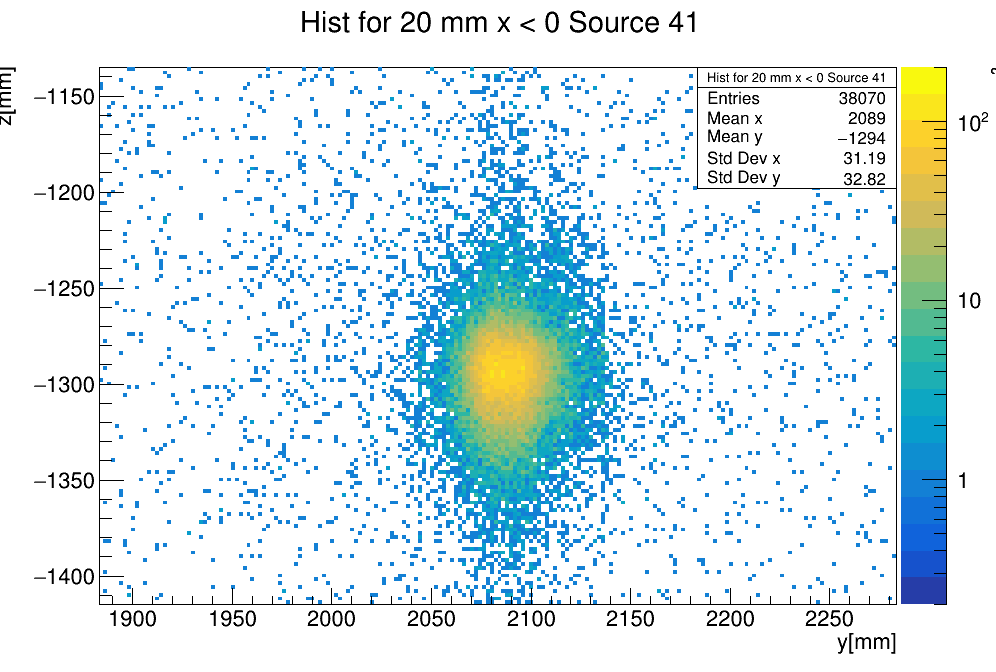 Hist for 20 mm x < 0 Source 41
z[mm]
Hist for 20 mm x < 0 Source 41
Entries 38070
Mean x 2089
Mean y −1294
Std Dev x 31.19
Std Dev y 32.82
−1150
−1200
−1250
−1300
−1350
−1400
1900 1950 2000 2050 2100 2150 2200 2250
y[mm]
10²
10
1